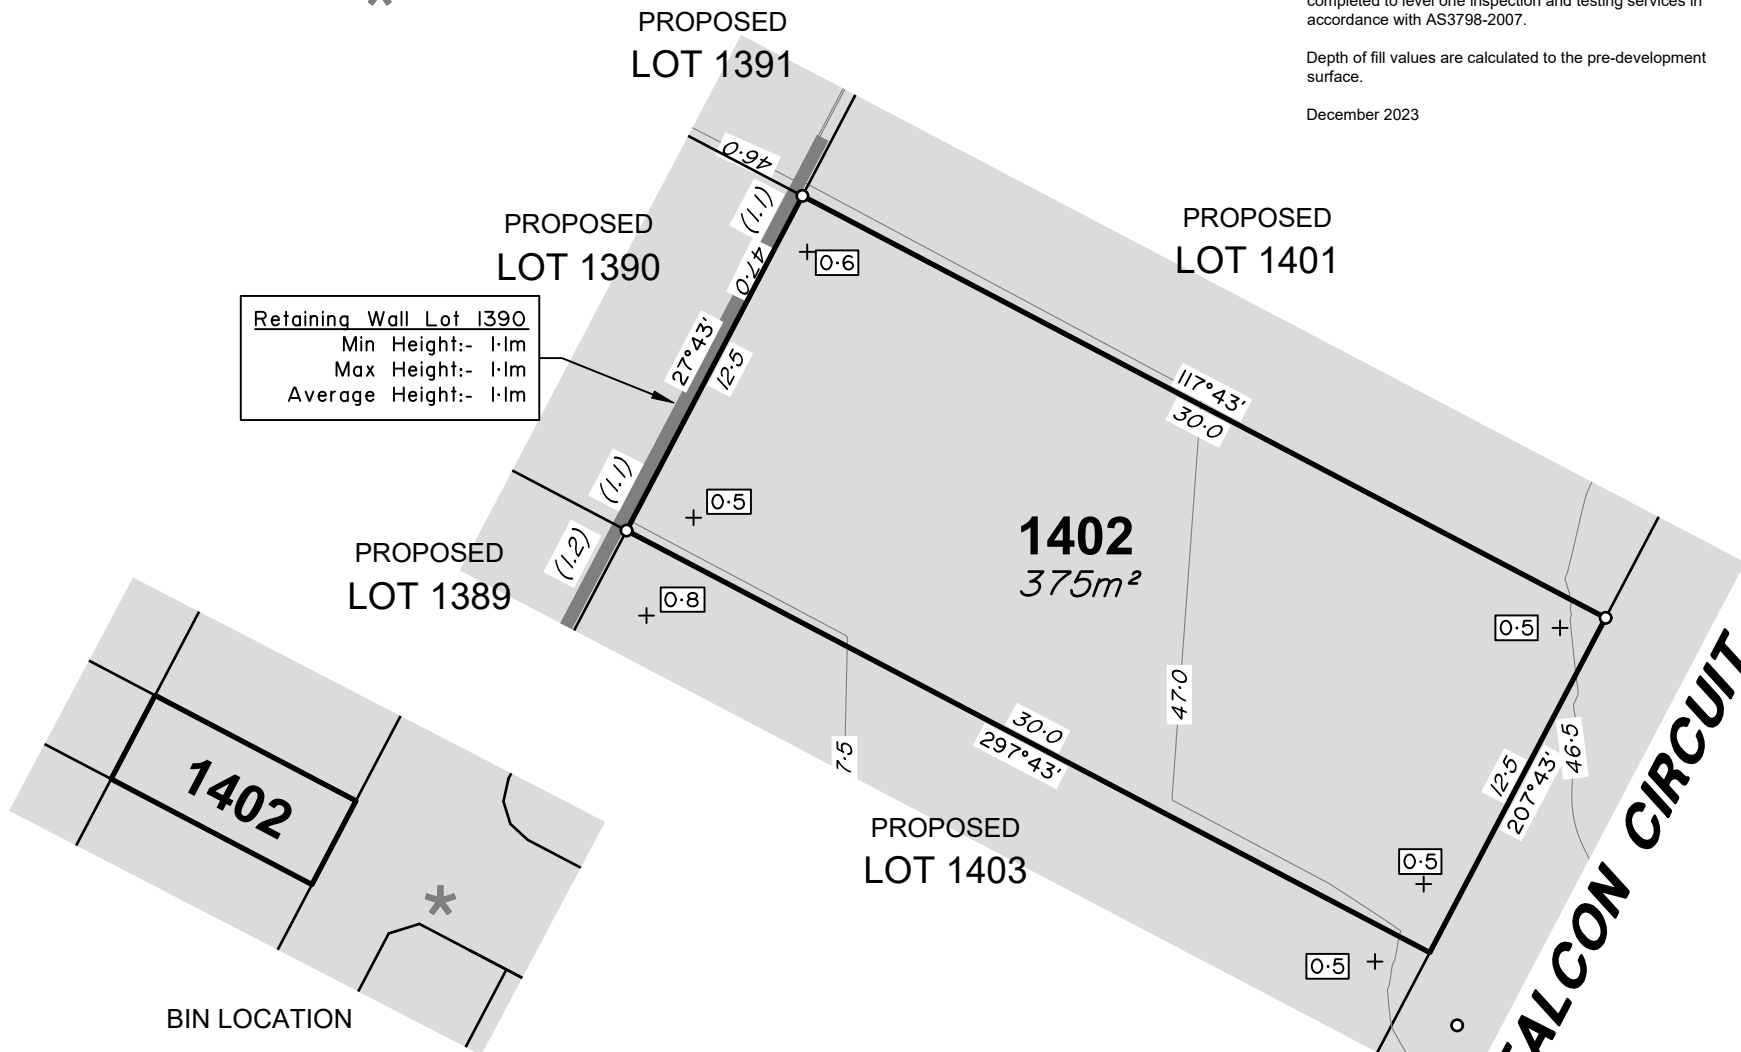 completed to level one inspection and testing services in
accordance with AS3798-2007.
Depth of fill values are calculated to the pre-development
surface.
December 2023
PROPOSED
LOT 1391
46·0
(1.1)
PROPOSED
LOT 1390
0·6
PROPOSED
LOT 1401
47·0
Retaining Wall Lot 1390
Min Height:- 1·1m
Max Height:- 1·1m
Average Height:- 1·1m
27°43'
12·5
117°43'
30·0
(1.1)
0·5
1402
375m²
(1.2)
PROPOSED
LOT 1389
0·8
0·5
47·0
7·5
30·0
297°43'
46·5
12·5
207°43'
1402
PROPOSED
LOT 1403
0·5
0·5
CIRCUIT
BIN LOCATION